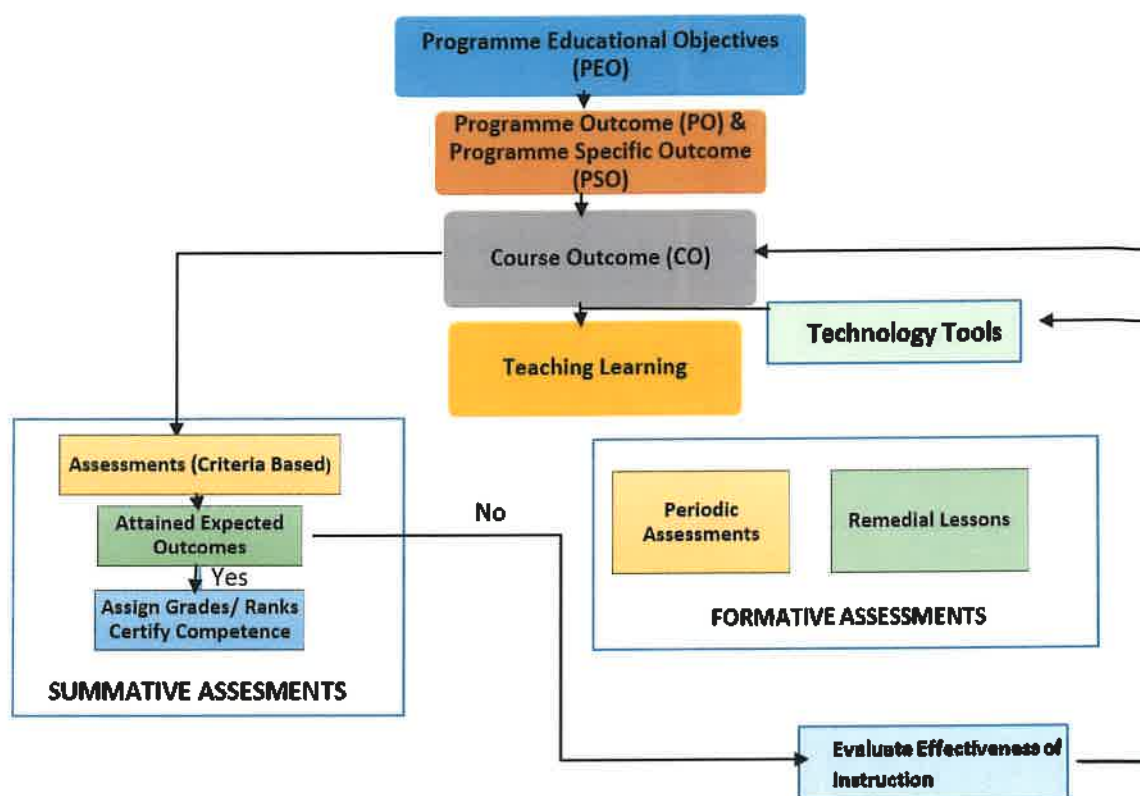 Programme Educational Objectives
(PEO)
Programme Outcome (PO) &
Programme Specific Outcome
(PSO)
Course Outcome (CO)
Technology Tools
Teaching Learning
Assessments (Criteria Based)
Attained Expected
Outcomes
Yes
Assign Grades/ Ranks
Certify Competence
SUMMATIVE ASSESMENTS
No
Periodic
Assessments
Remedial Lessons
FORMATIVE ASSESSMENTS
Evaluate Effectiveness of
Instruction